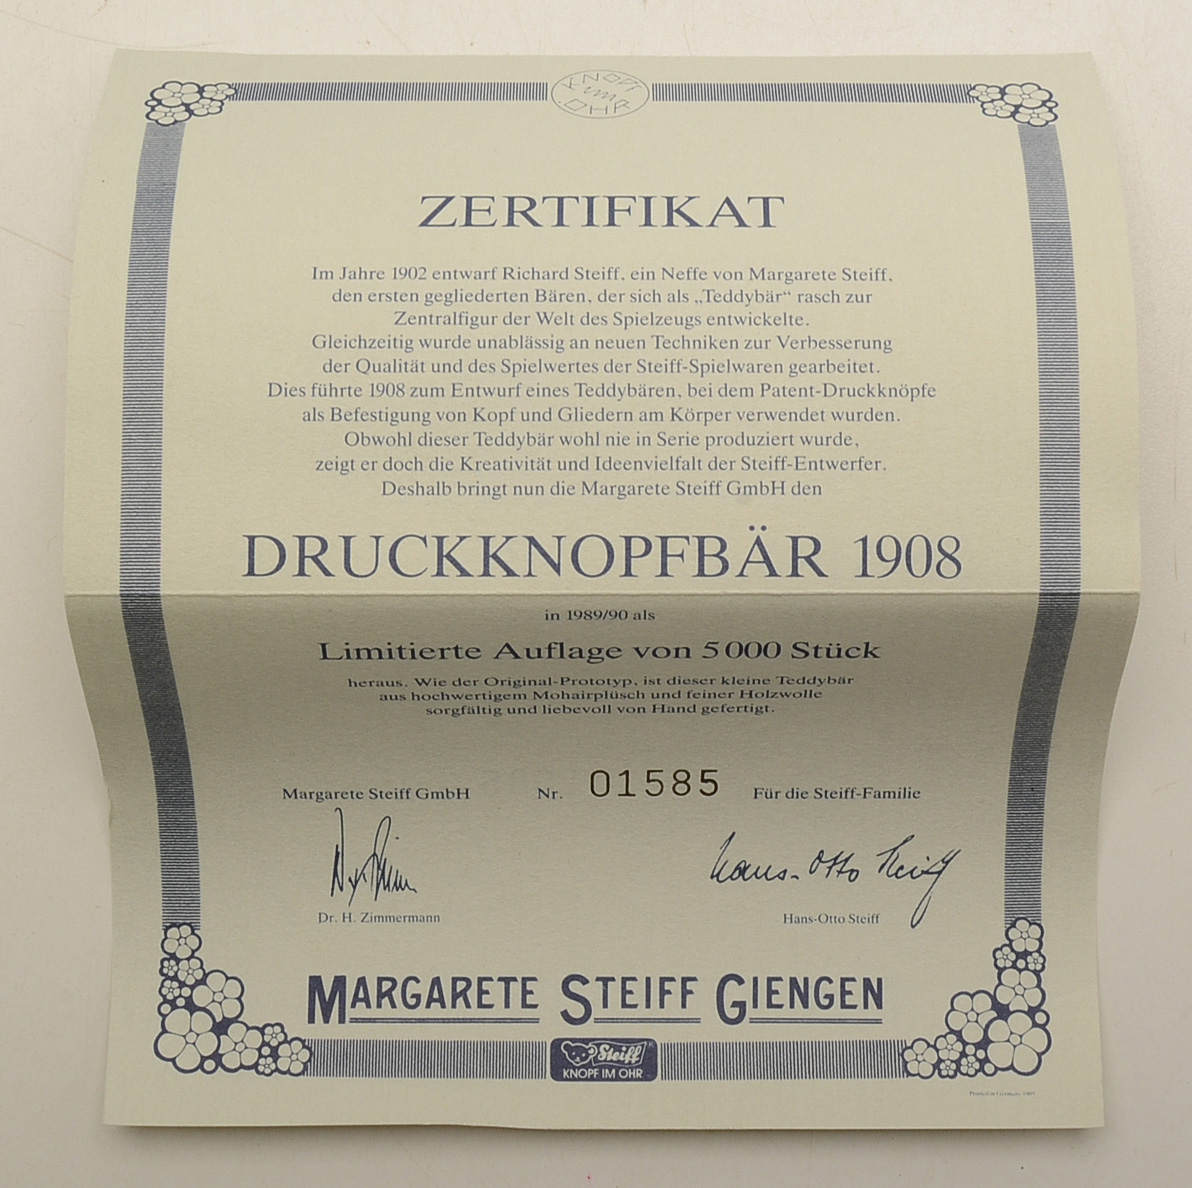 KNOPF
im
OHR
ZERTIFIKAT
Im Jahre 1902 entwarf Richard Steiff, ein Neffe von Margarete Steiff,
den ersten gegliederten Bären, der sich als „Teddybär“ rasch zur
Zentralfigur der Welt des Spielzeugs entwickelte.
Gleichzeitig wurde unablässig an neuen Techniken zur Verbesserung
der Qualität und des Spielwertes der Steiff-Spielwaren gearbeitet.
Dies führte 1908 zum Entwurf eines Teddybären, bei dem Patent-Druckknöpfe
als Befestigung von Kopf und Gliedern am Körper verwendet wurden.
Obwohl dieser Teddybär wohl nie in Serie produziert wurde,
zeigt er doch die Kreativität und Ideenvielfalt der Steiff-Entwerfer.
Deshalb bringt nun die Margarete Steiff GmbH den
DRUCKKNOPFBÄR 1908
in 1989/90 als
Limitierte Auflage von 5000 Stück
heraus. Wie der Original-Prototyp, ist dieser kleine Teddybär
aus hochwertigem Mohairplüsch und feiner Holzwolle
sorgfältig und liebevoll von Hand gefertigt.
Margarete Steiff GmbH Nr. 01585 Für die Steiff-Familie
Hans-Otto Steiff
Dr. H. Zimmermann Hans-Otto Steiff
MARGARETE STEIFF GIENGEN
Steiff
KNOPF IM OHR
Printed in Germany 1989